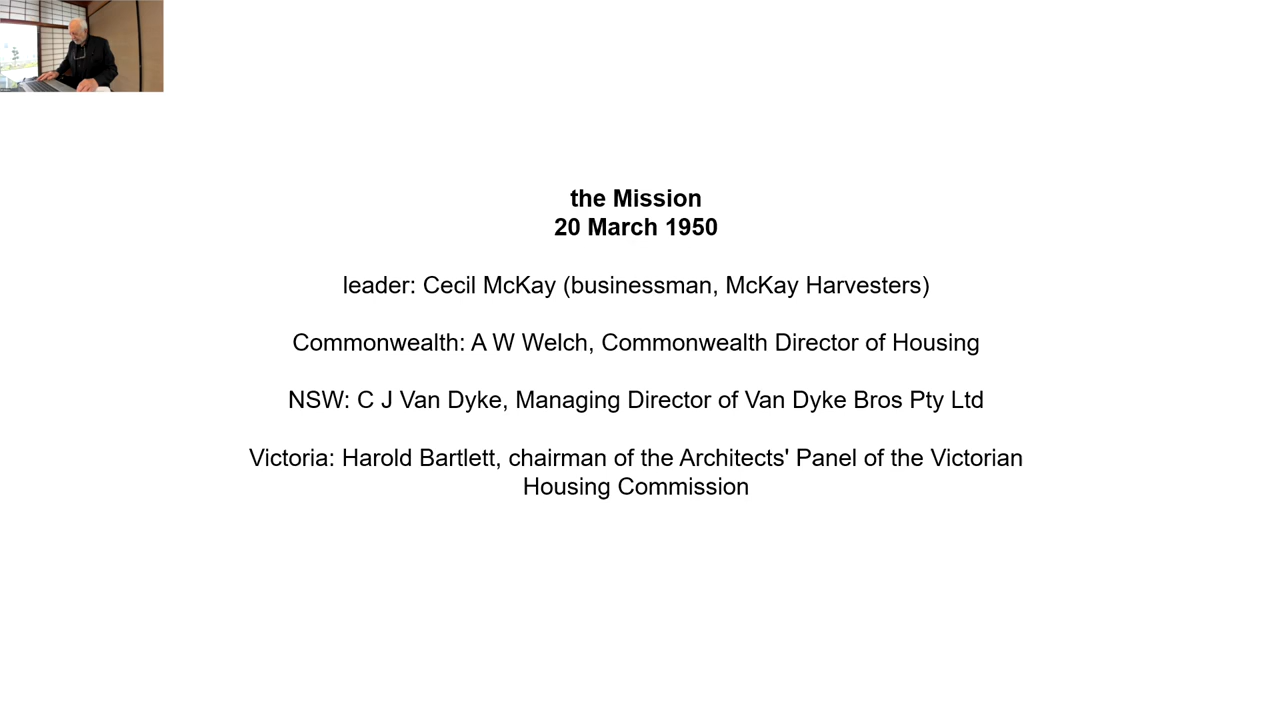 the Mission
20 March 1950
leader: Cecil McKay (businessman, McKay Harvesters)
Commonwealth: A W Welch, Commonwealth Director of Housing
NSW: C J Van Dyke, Managing Director of Van Dyke Bros Pty Ltd
Victoria: Harold Bartlett, chairman of the Architects' Panel of the Victorian
Housing Commission